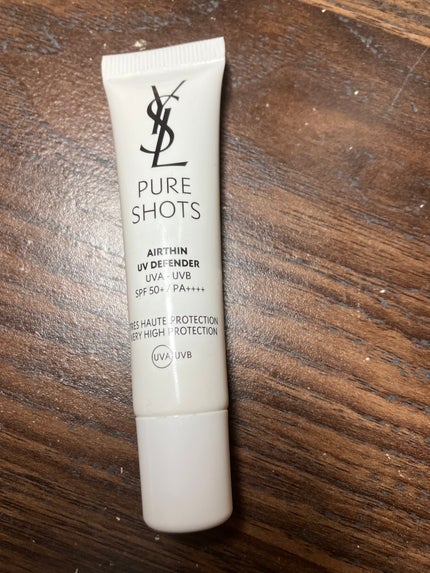 YSL
PURE
SHOTS
AIRTHIN
UV DEFENDER
UVA - UVB
SPF 50+ / PA++++
TRES HAUTE PROTECTION
VERY HIGH PROTECTION
UVA UVB